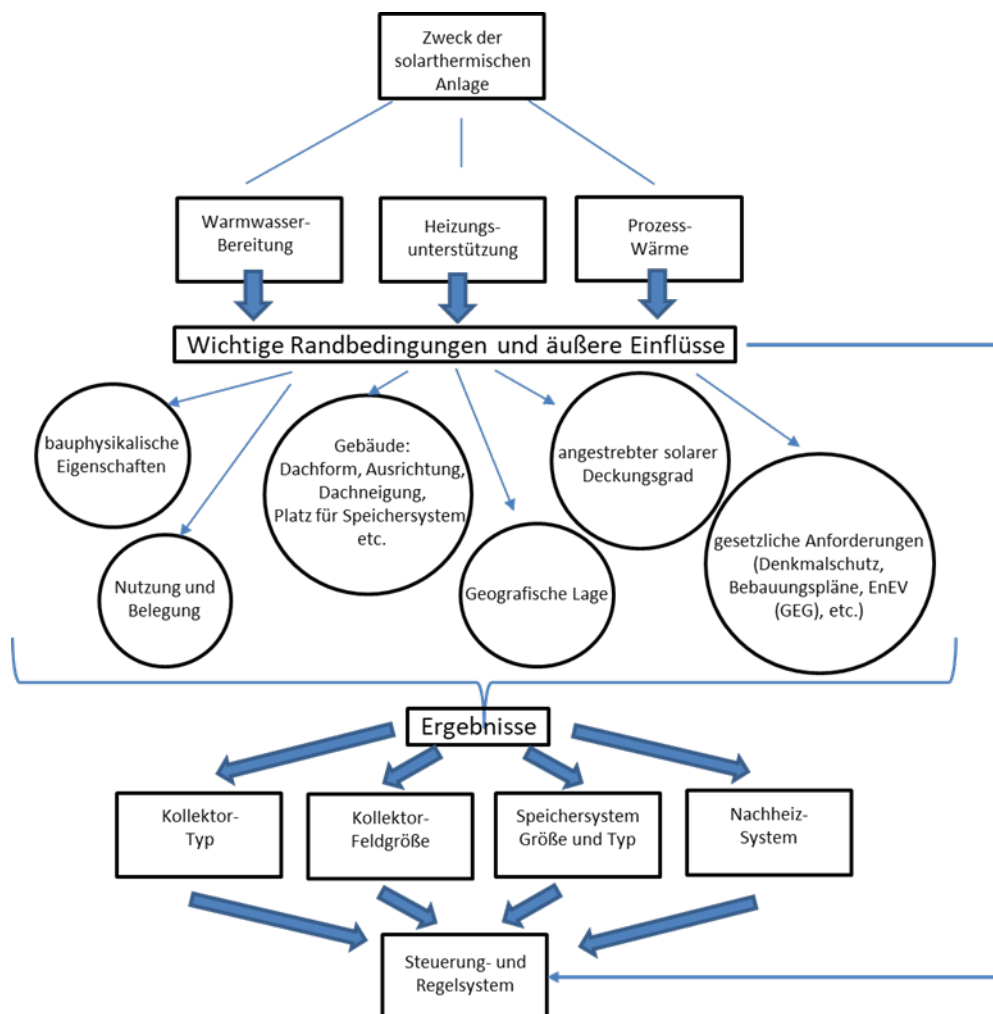 Zweck der
solarthermischen
Anlage
Warmwasser-
Bereitung
Heizungs-
unterstützung
Prozess-
Wärme
Wichtige Randbedingungen und äußere Einflüsse
bauphysikalische
Eigenschaften
Nutzung und
Belegung
Gebäude:
Dachform, Ausrichtung,
Dachneigung,
Platz für Speichersystem
etc.
Geografische Lage
angestrebter solarer
Deckungsgrad
gesetzliche Anforderungen
(Denkmalschutz,
Bebauungspläne, EnEV
(GEG), etc.)
Ergebnisse
Kollektor-
Typ
Kollektor-
Feldgröße
Speichersystem
Größe und Typ
Nachheiz-
System
Steuerung- und
Regelsystem